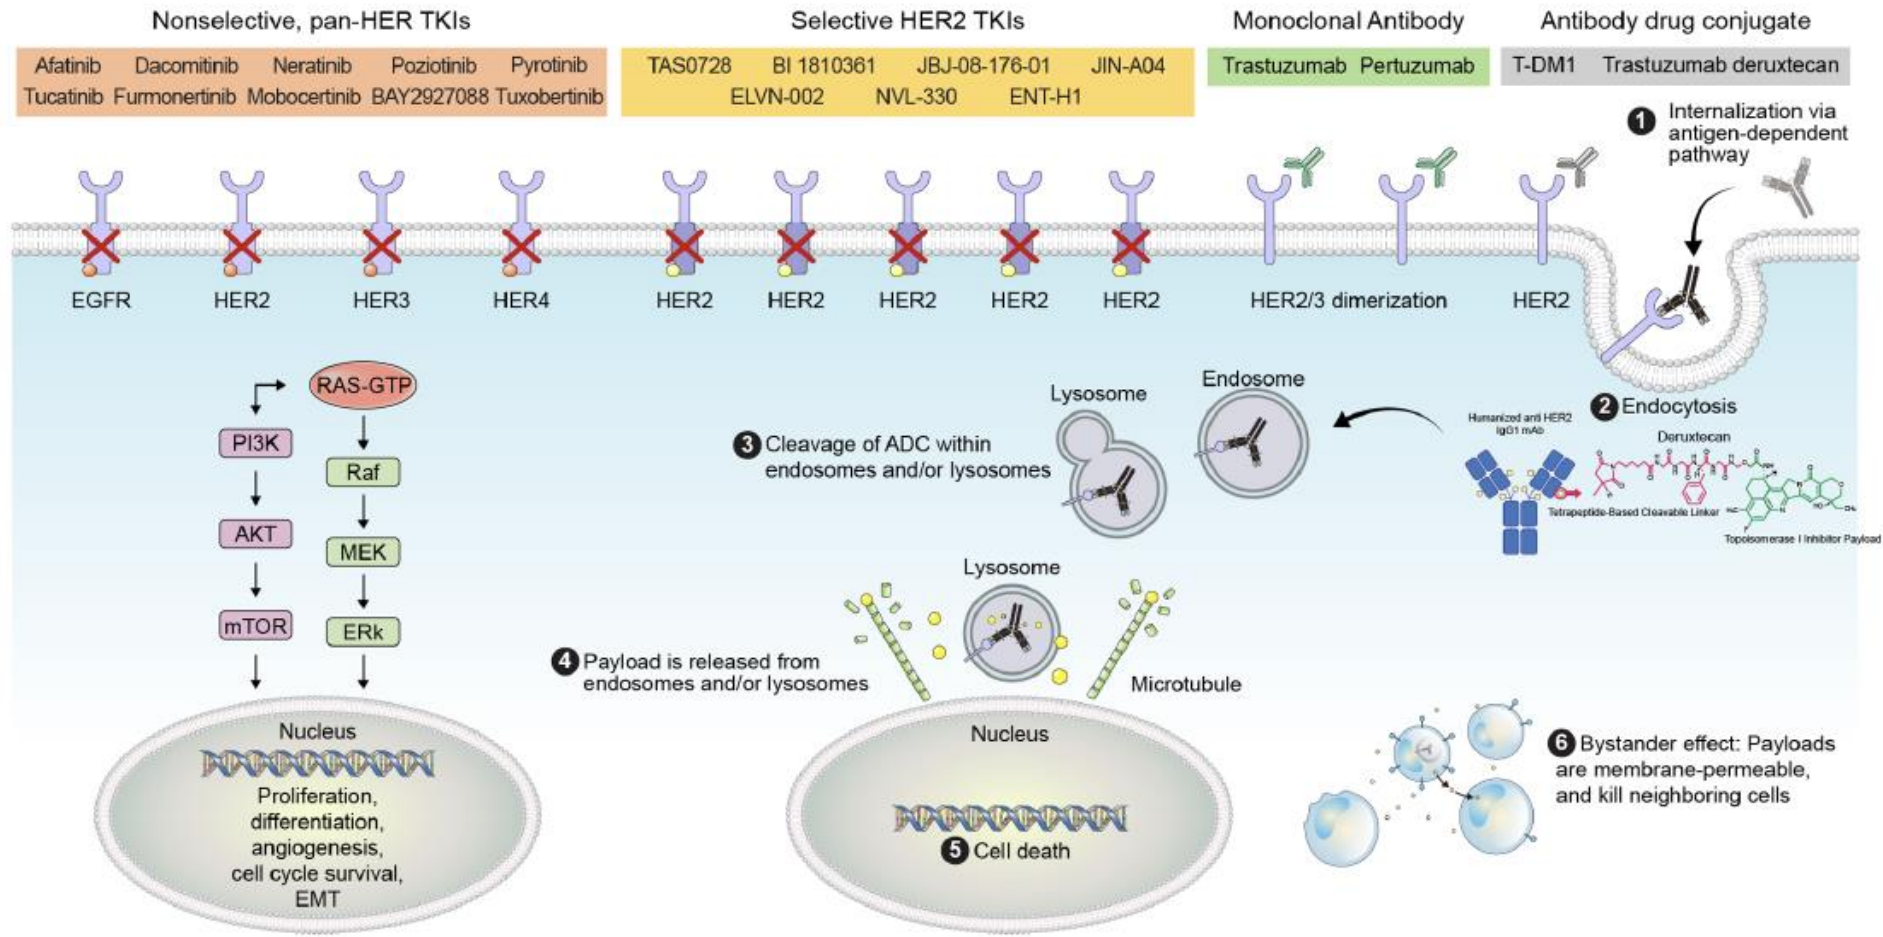 Nonselective, pan-HER TKIs
Afatinib Dacomitinib Neratinib Poziotinib Pyrotinib
Tucatinib Furmonertinib Mobocertinib BAY2927088 Tuxobertinib
Selective HER2 TKIs
TAS0728 BI 1810361 JBJ-08-176-01 JIN-A04
ELVN-002 NVL-330 ENT-H1
Monoclonal Antibody
Trastuzumab Pertuzumab
Antibody drug conjugate
T-DM1 Trastuzumab deruxtecan
1 Internalization via
antigen-dependent
pathway
EGFR
HER2
HER3
HER4
HER2
HER2
HER2
HER2
HER2
HER2/3 dimerization
HER2
RAS-GTP
PI3K
Raf
AKT
MEK
mTOR
ERk
Nucleus
Proliferation,
differentiation,
angiogenesis,
cell cycle survival,
EMT
2 Endocytosis
Humanized anti HER2
IgG1 mAb
Deruxtecan
Tetrapeptide-Based Cleavable Linker
Topoisomerase I Inhibitor Payload
Endosome
Lysosome
3 Cleavage of ADC within
endosomes and/or lysosomes
Lysosome
4 Payload is released from
endosomes and/or lysosomes
Microtubule
Nucleus
5 Cell death
6 Bystander effect: Payloads
are membrane-permeable,
and kill neighboring cells